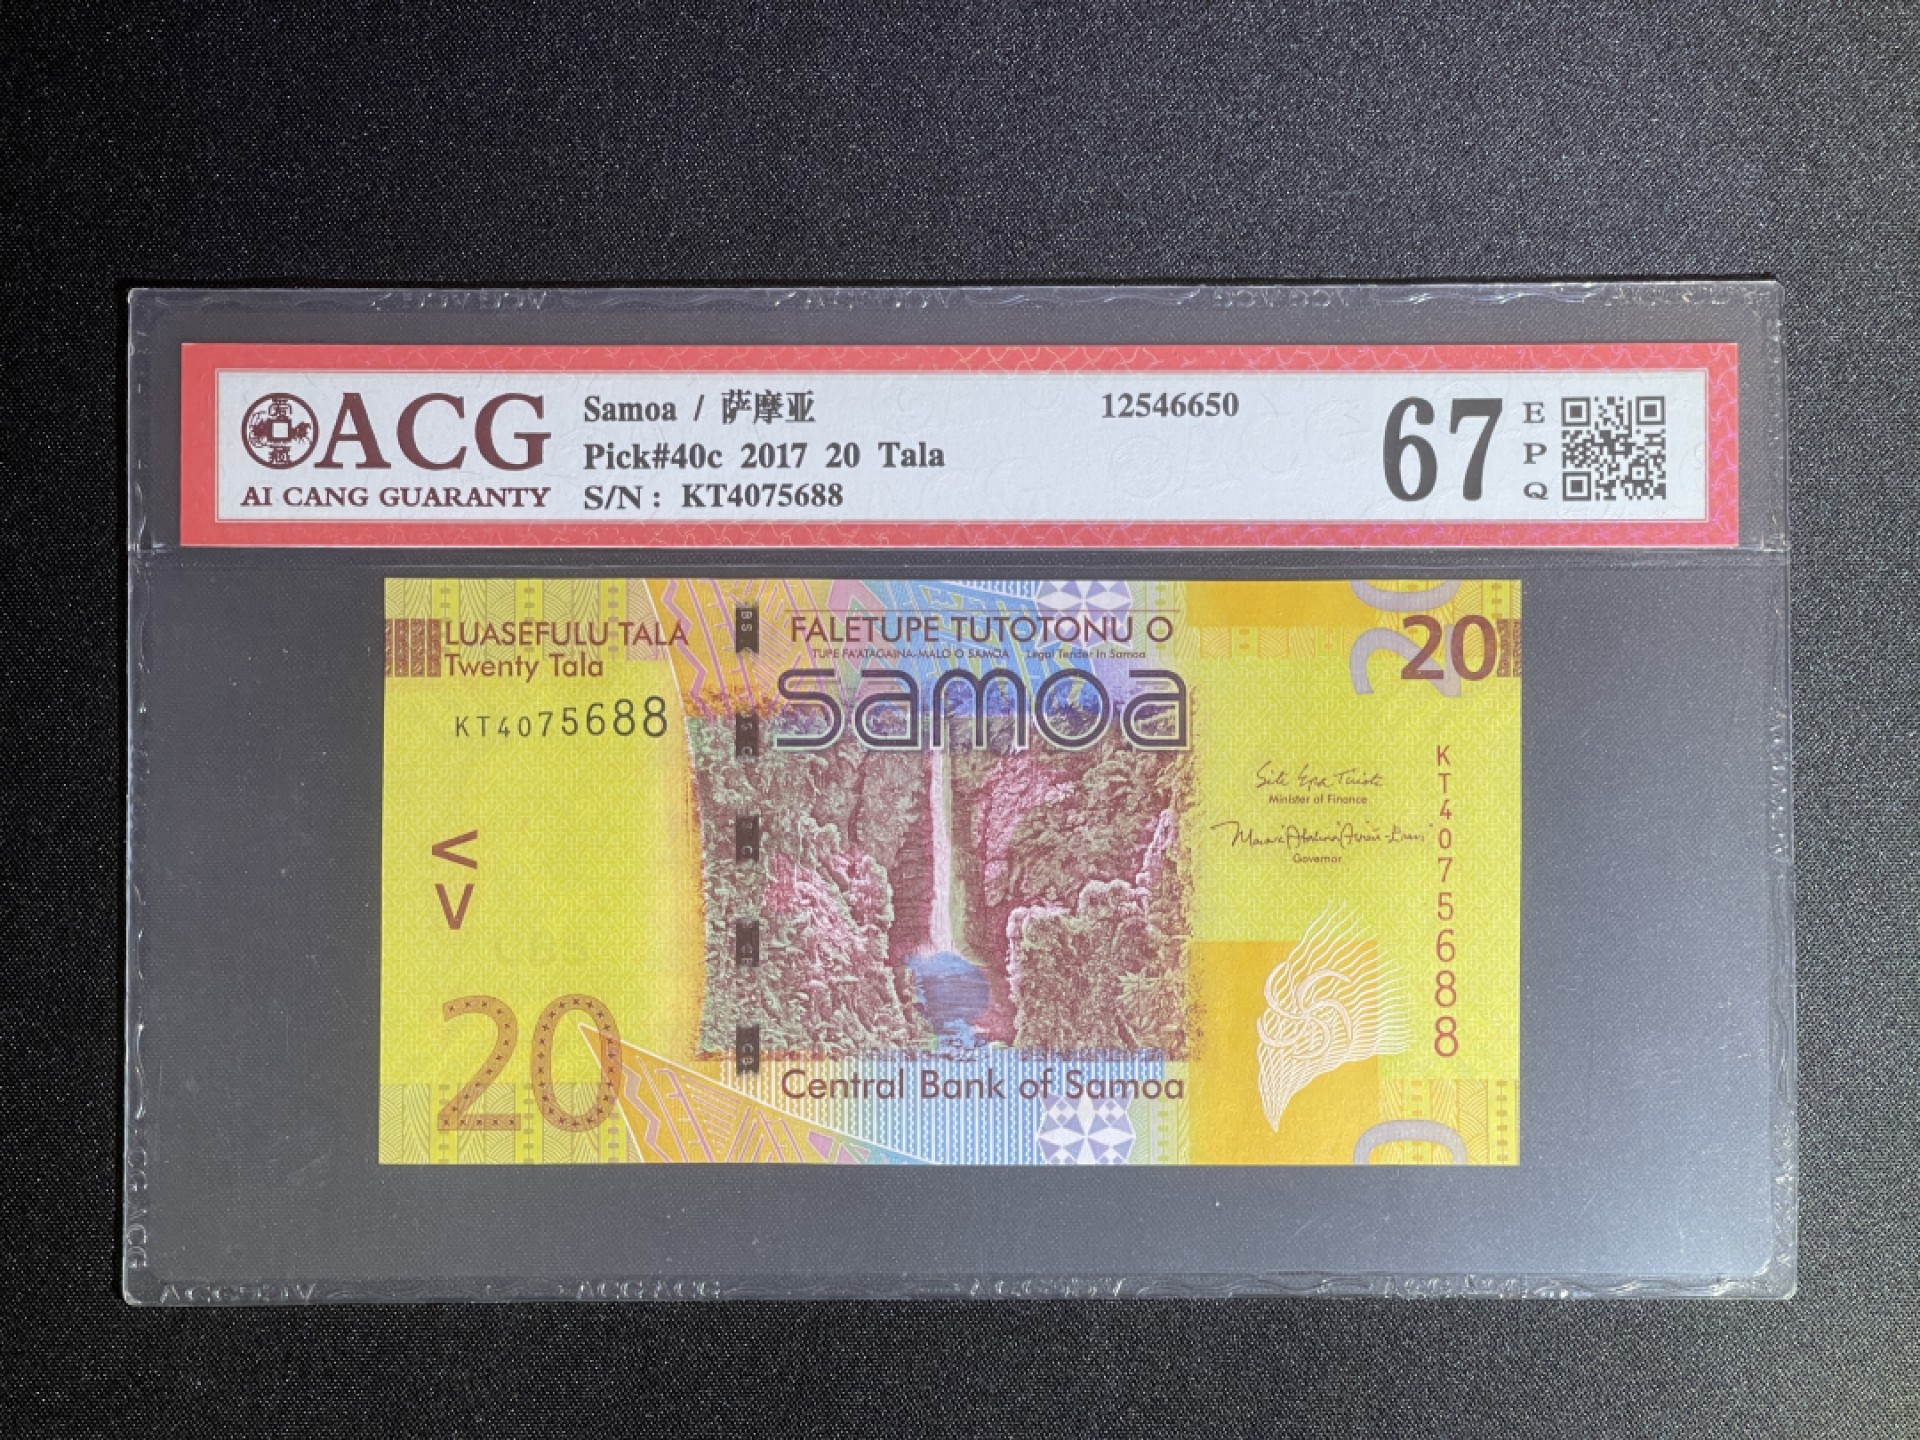 ACG
AI CANG GUARANTY
Samoa / 萨摩亚
Pick#40c 2017 20 Tala
S/N: KT4075688
12546650
67
EPQ
LUASEFULU TALA
Twenty Tala
KT4075688
FALETUPE TUTOTONU O
TUPE FA'ATAGAINA-MALO O SAMOA Legal Tender in Samoa
samoa
20
Minister of Finance
Governor
KT4075688
20
Central Bank of Samoa